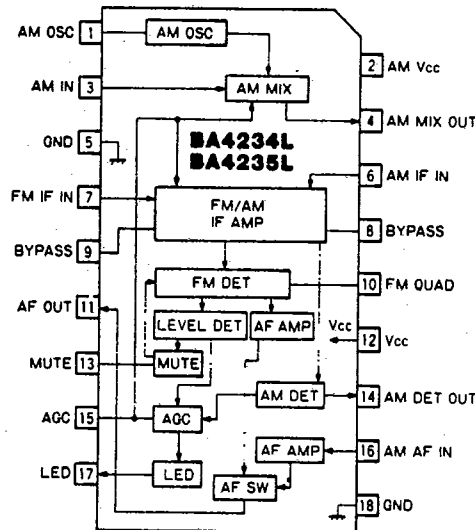 AM OSC 1 AM OSC
2 AM Vcc
AM IN 3 AM MIX
4 AM MIX OUT
GND 5
BA4234L
BA4235L
6 AM IF IN
FM IF IN 7
FM/AM
IF AMP
8 BYPASS
BYPASS 9
FM DET
10 FM QUAD
AF OUT 11
LEVEL DET AF AMP
Vcc 12 Vcc
MUTE 13 MUTE
AM DET 14 AM DET OUT
AGC 15 AGC
AF AMP 16 AM AF IN
LED 17 LED
AF SW
18 GND